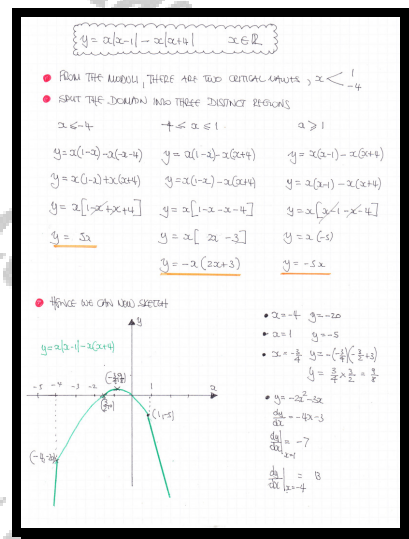 y = x|x-1| - x|x+4|    x∈ℝ
● FROM THE MODULI, THERE ARE TWO CRITICAL VALUES, x < 1
-4
● SPLIT THE DOMAIN INTO THREE DISTINCT REGIONS
x ≤ -4    -4 ≤ x ≤ 1    x ≥ 1
y = x(1-x) - x(-x-4)    y = x(1-x) - x(x+4)    y = x(x-1) - x(x+4)
y = x(1-x) + x(x+4)    y = x(1-x) - x(x+4)    y = x(x-1) - x(x+4)
y = x[1-x+x+4]    y = x[1-x-x-4]    y = x[x-1-x-4]
y = 5x    y = x[-2x-3]    y = x(-5)
y = -x(2x+3)    y = -5x
● HENCE WE CAN NOW SKETCH
y
y = x|x-1| - x|x+4|
-5 -4 -3 -2 1 x
(1,-5)
(-4,-20)
• x = -4  y = -20
• x = 1  y = -5
• x = -3/4  y = -(-3/4)(-3/2+3)
y = 3/4 × 3/2 = 9/8
• y = -2x²-3x
dy/dx = -4x-3
dy/dx|x=1 = -7
dy/dx|x=-4 = 13